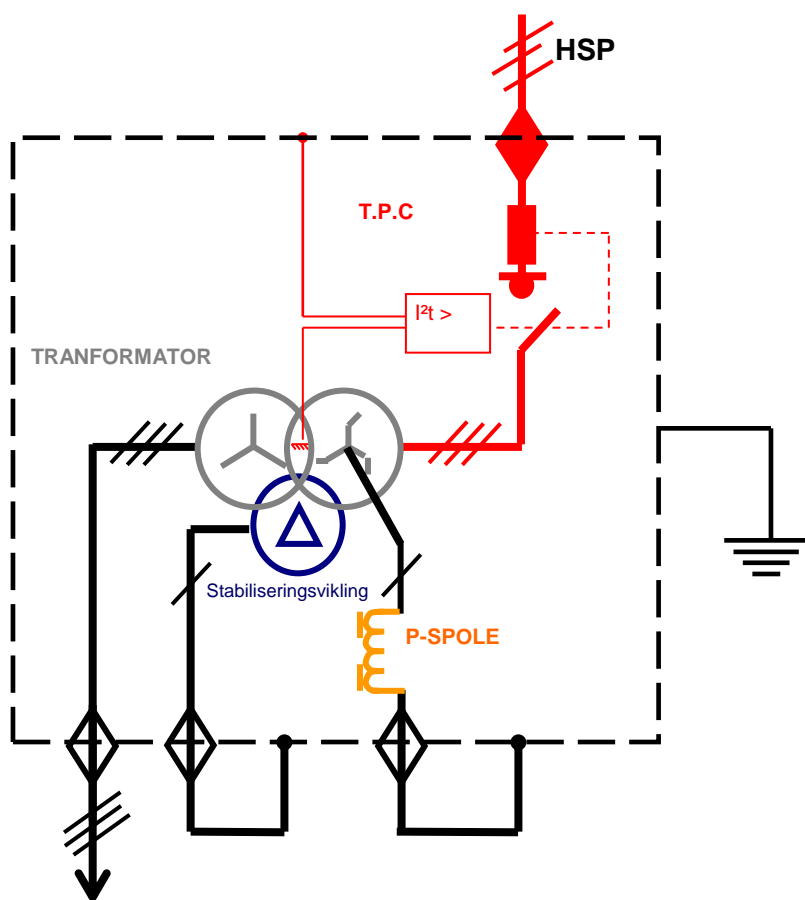 HSP
T.P.C
I²t >
TRANFORMATOR
Stabiliseringsvikling
P-SPOLE